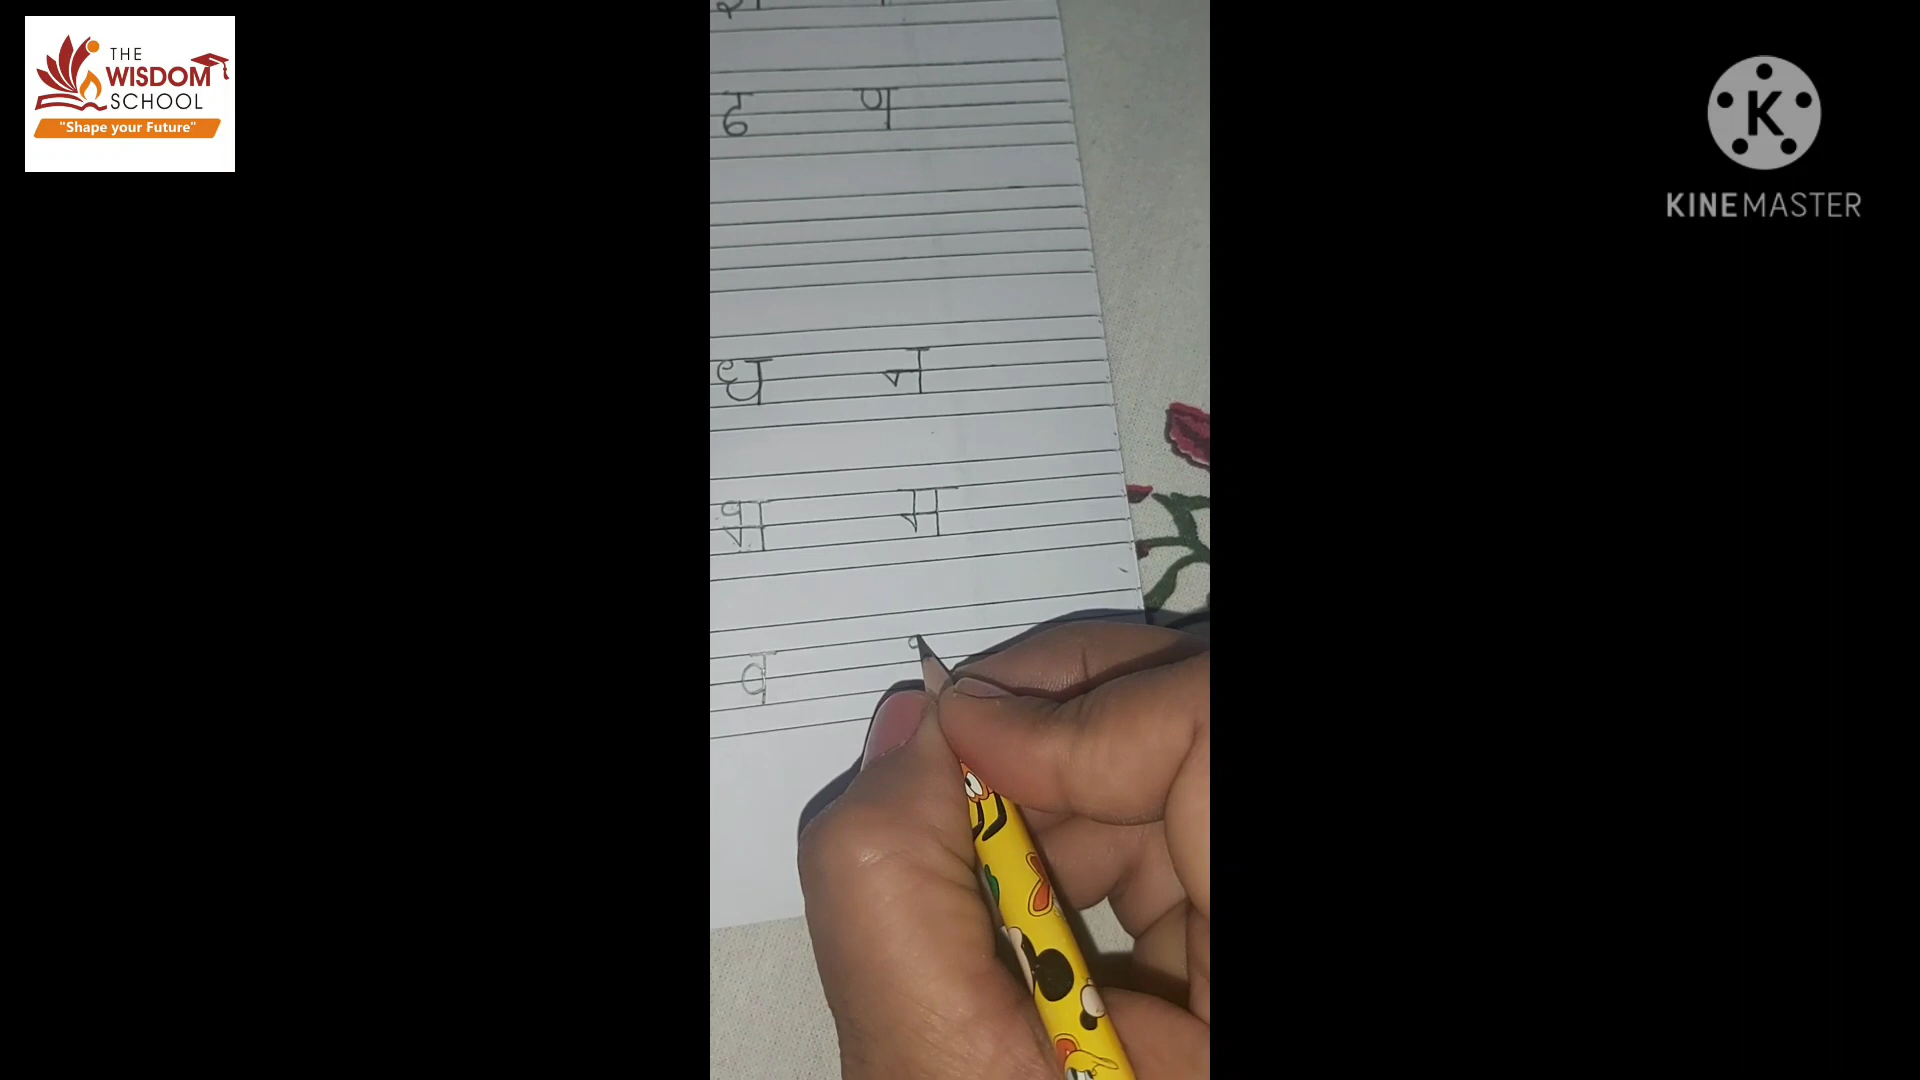 THE
WISDOM
SCHOOL
"Shape your Future"
K
KINEMASTER
ढ ण
ध न
भ म
व